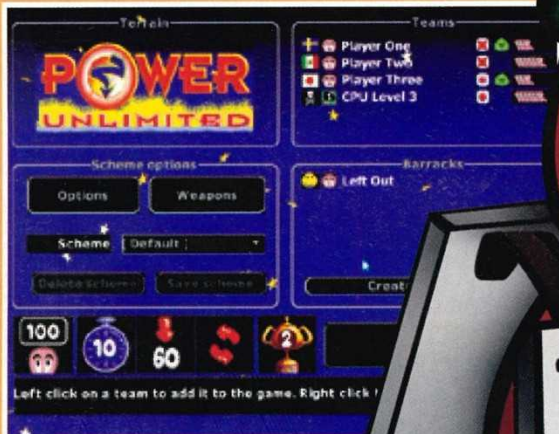 Terrain
POWER
UNLIMITED
Teams
Player One
Player Two
Player Three
CPU Level 3
Scheme options
Options
Weapons
Scheme
Default
Delete scheme
Save scheme
Barracks
Left Out
Creat
100
10
60
2
Left click on a team to add it to the game. Right click